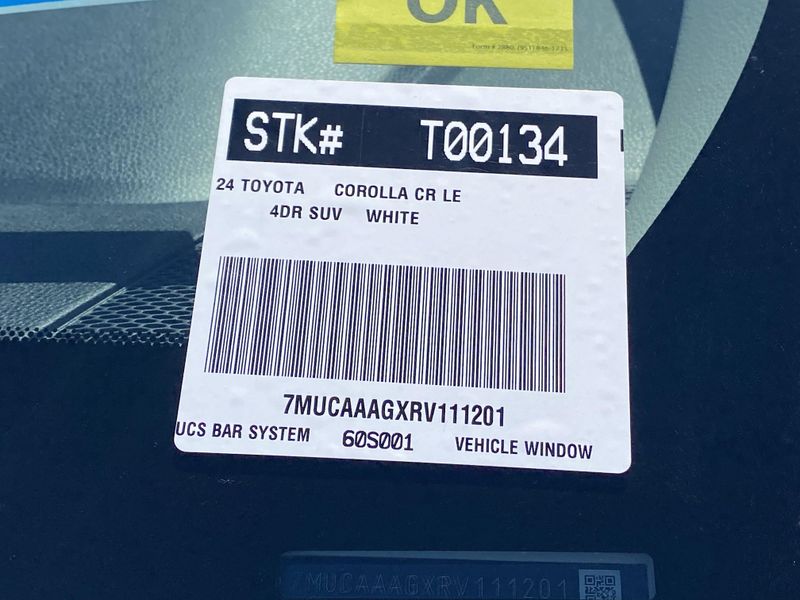 OK
STK# T00134
24 TOYOTA COROLLA CR LE
4DR SUV WHITE
7MUCAAAGXRV111201
UCS BAR SYSTEM 60S001 VEHICLE WINDOW
7MUCAAAGXRV111201